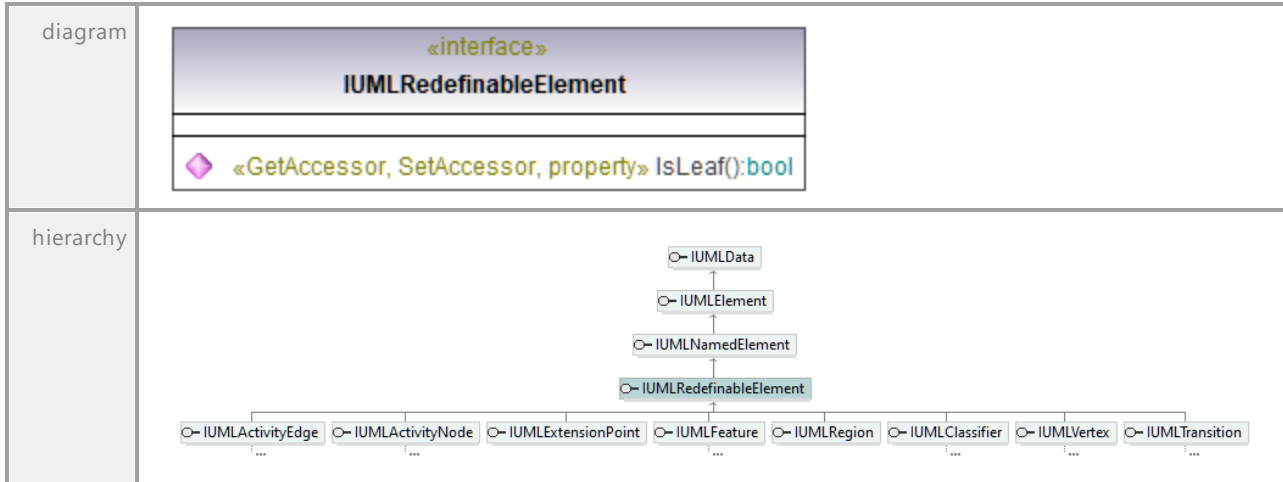 diagram
«interface»
IUMLRedefinableElement
«GetAccessor, SetAccessor, property» IsLeaf():bool
hierarchy
IUMLData
IUMLElement
IUMLNamedElement
IUMLRedefinableElement
IUMLActivityEdge IUMLActivityNode IUMLExtensionPoint IUMLFeature IUMLRegion IUMLClassifier IUMLVertex IUMLTransition
... ... ... ... ... ...